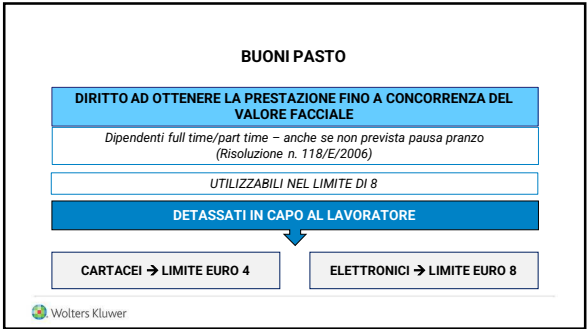 BUONI PASTO
DIRITTO AD OTTENERE LA PRESTAZIONE FINO A CONCORRENZA DEL
VALORE FACCIALE
Dipendenti full time/part time – anche se non prevista pausa pranzo
(Risoluzione n. 118/E/2006)
UTILIZZABILI NEL LIMITE DI 8
DETASSATI IN CAPO AL LAVORATORE
CARTACEI → LIMITE EURO 4
ELETTRONICI → LIMITE EURO 8
Wolters Kluwer